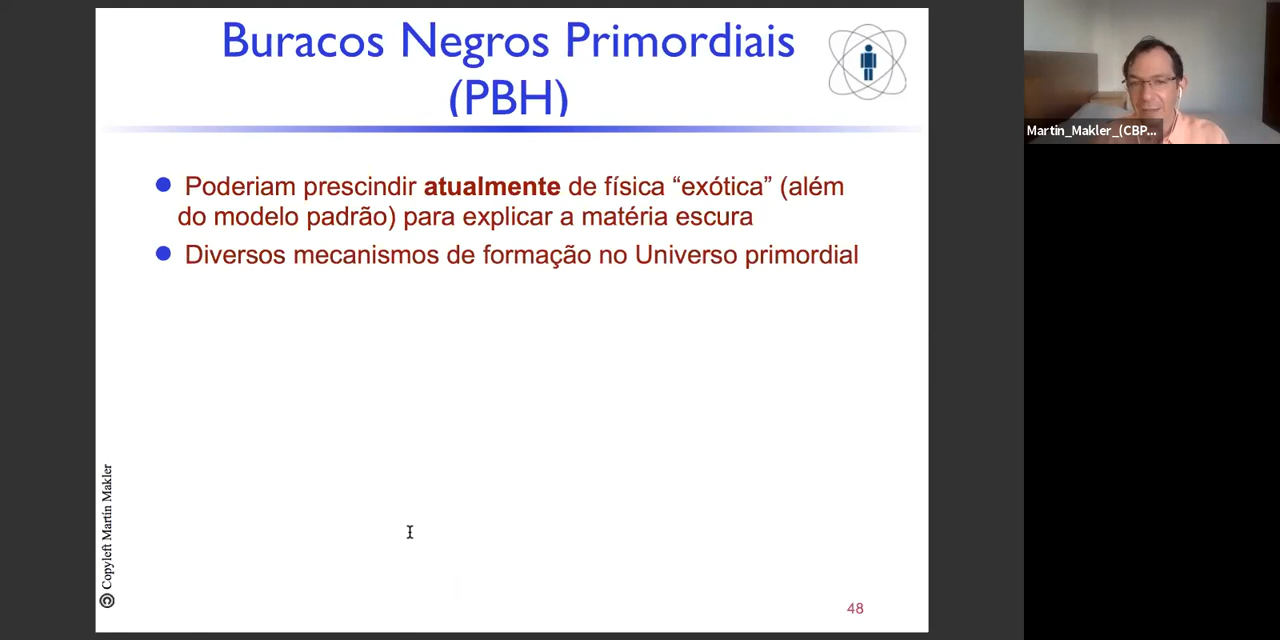 Buracos Negros Primordiais
(PBH)
Martin_Makler_(CBP...
● Poderiam prescindir atualmente de física “exótica” (além
do modelo padrão) para explicar a matéria escura
● Diversos mecanismos de formação no Universo primordial
Copyleft Martín Makler
48